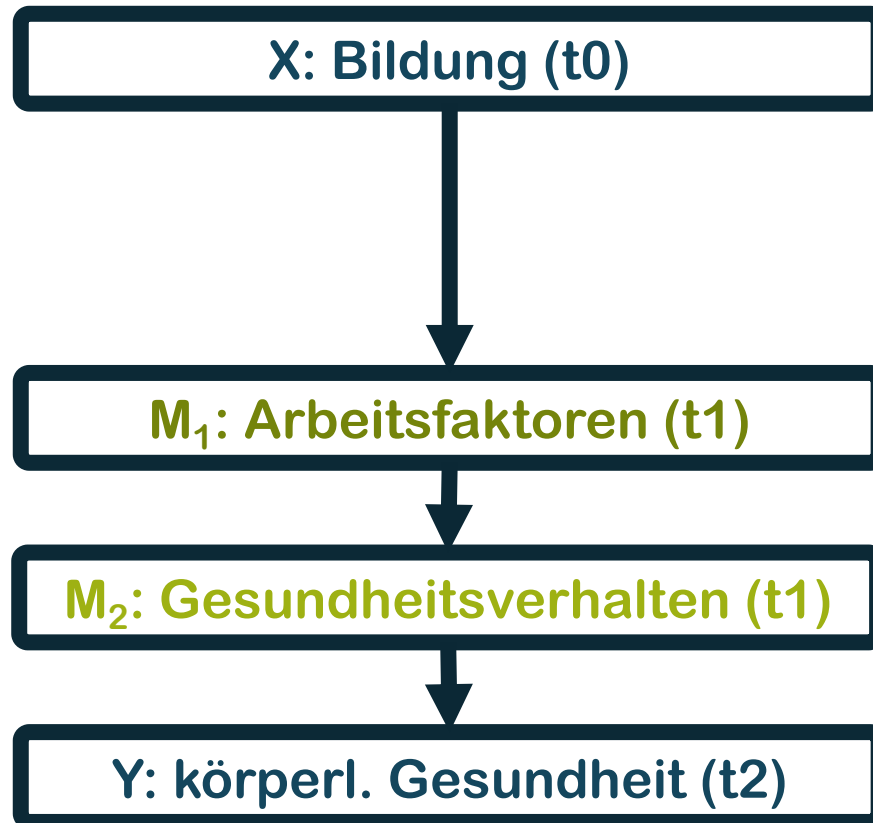 X: Bildung (t0)
M₁: Arbeitsfaktoren (t1)
M₂: Gesundheitsverhalten (t1)
Y: körperl. Gesundheit (t2)